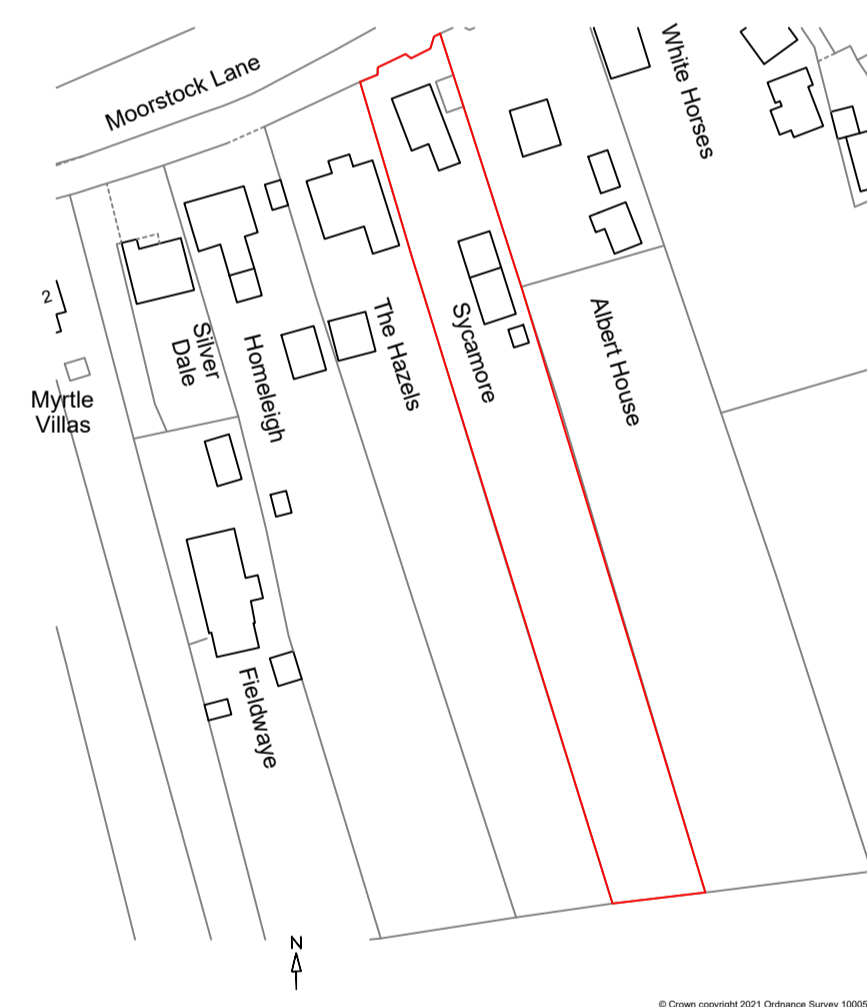 Moorstock Lane
White Horses
2
Myrtle
Villas
Silver
Dale
Homeleigh
The Hazels
Sycamore
Albert House
Fieldwaye
N
© Crown copyright 2021 Ordnance Survey 10005